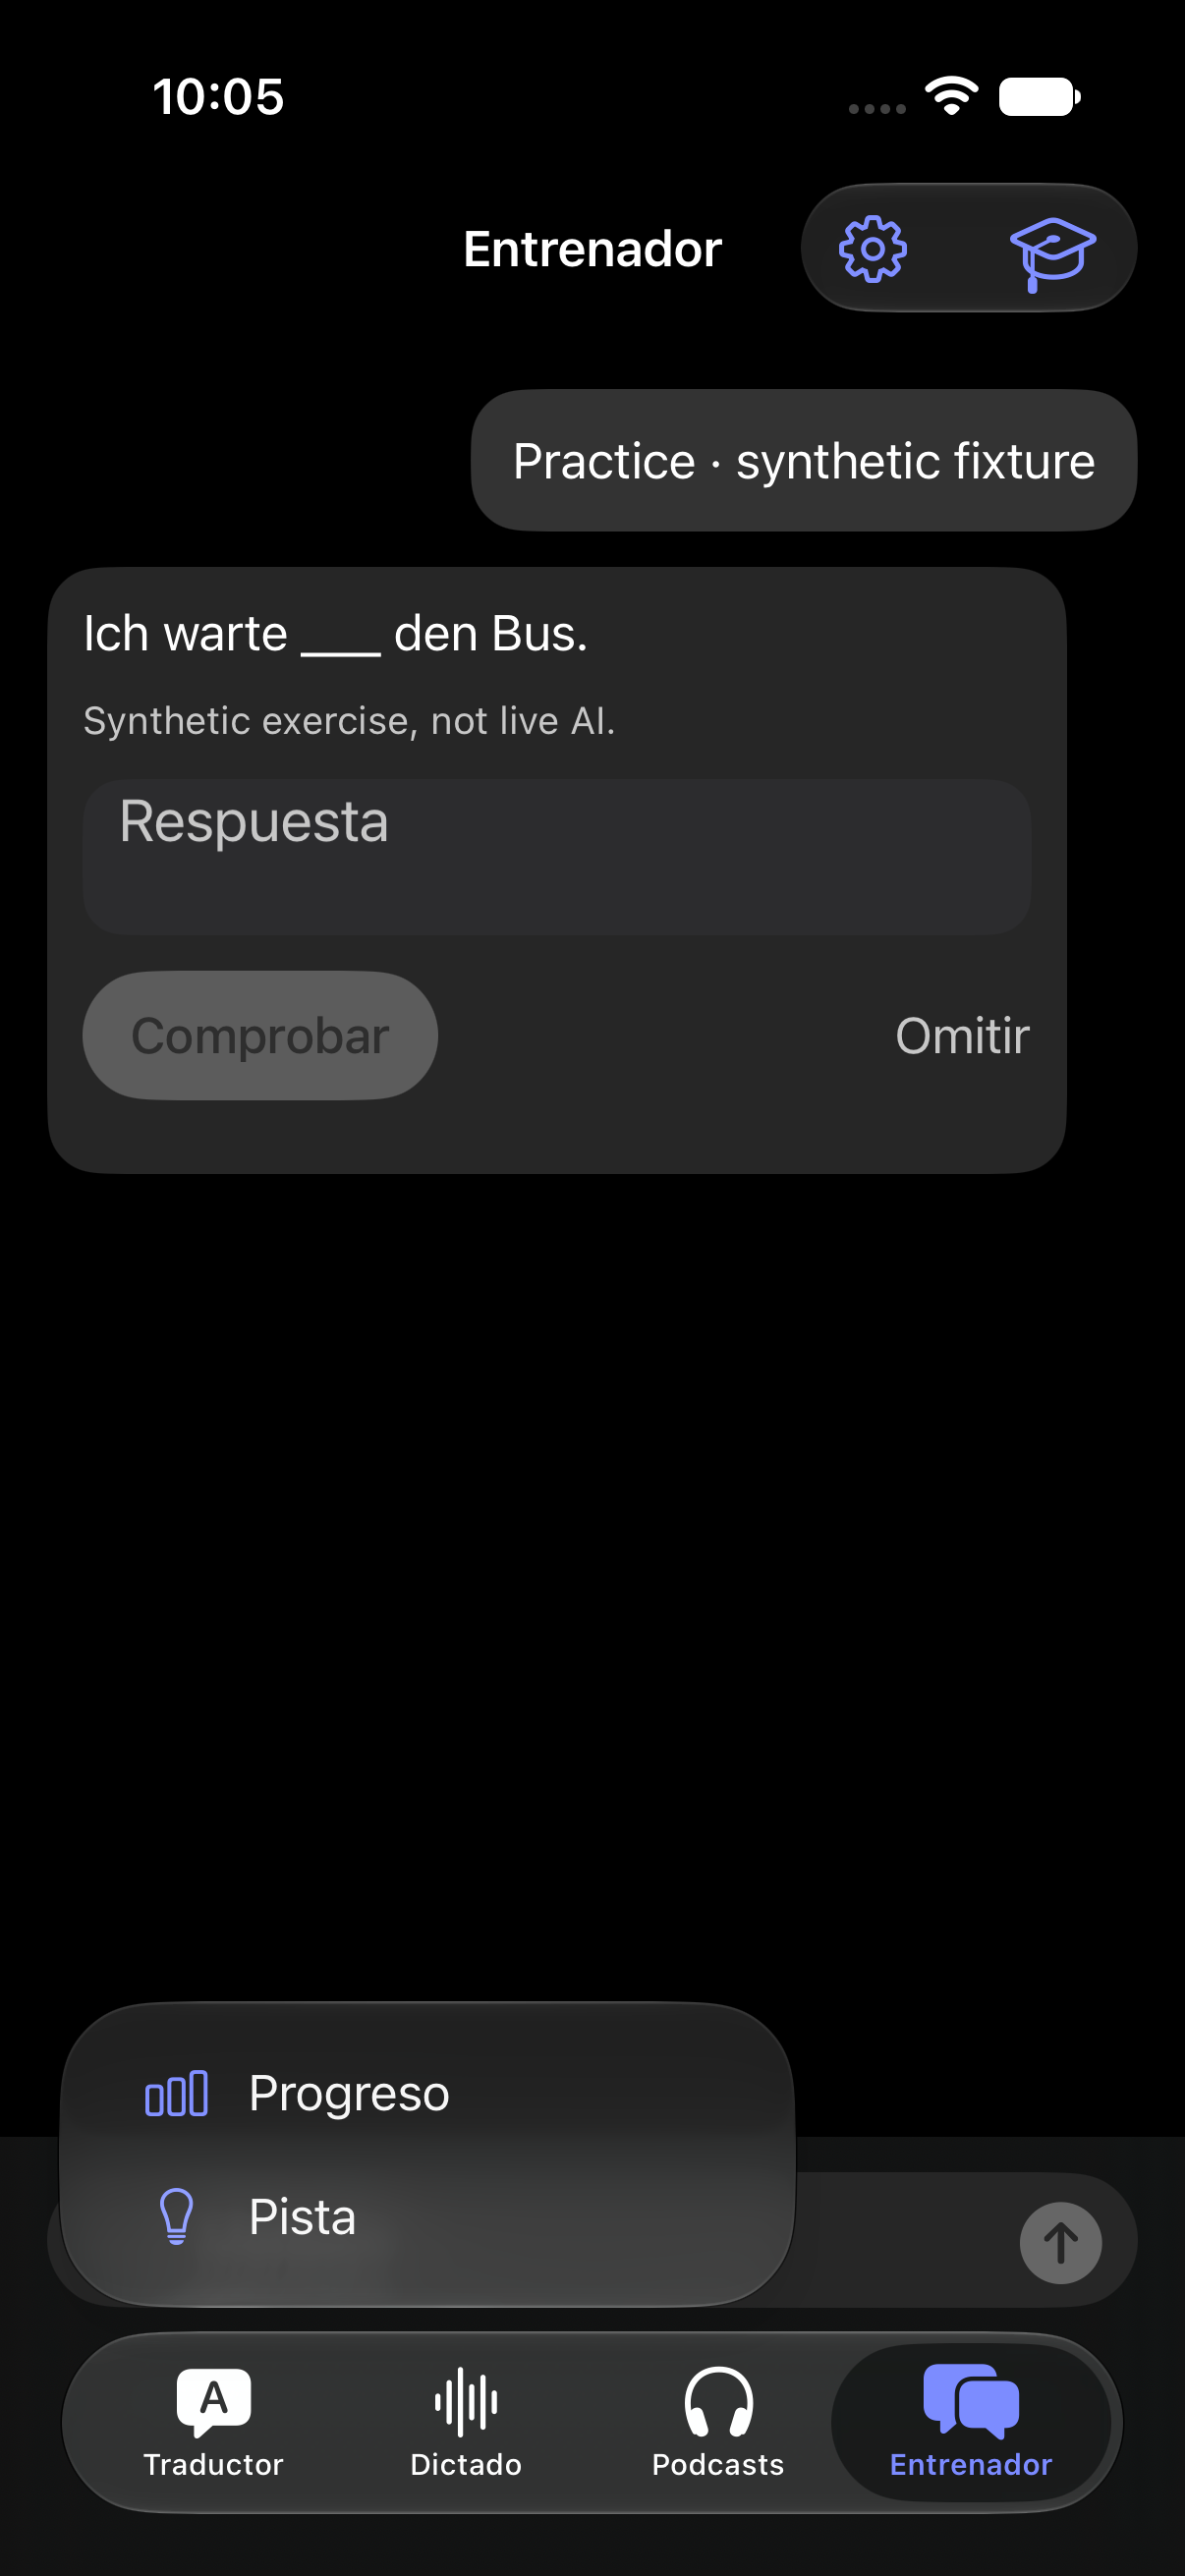 10:05
Entrenador
Practice · synthetic fixture
Ich warte ____ den Bus.
Synthetic exercise, not live AI.
Respuesta
Comprobar
Omitir
Progreso
Pista
A
Traductor
Dictado
Podcasts
Entrenador